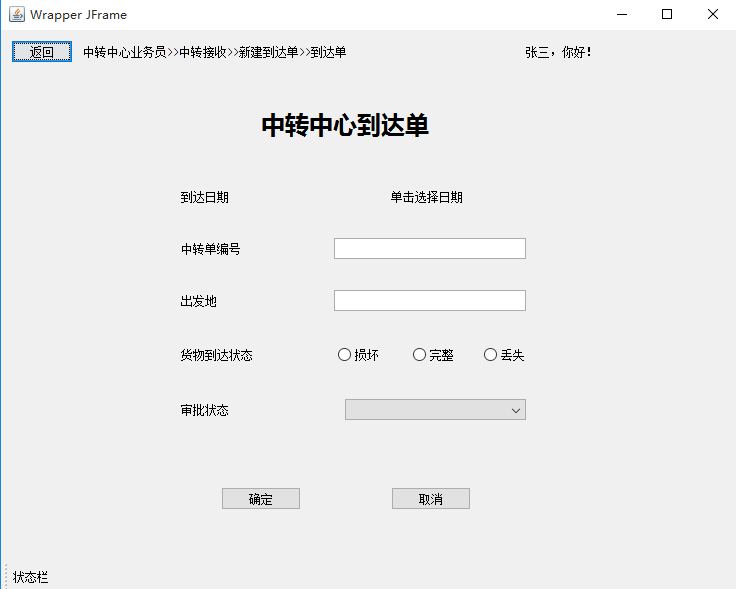 Wrapper JFrame
返回 中转中心业务员>>中转接收>>新建到达单>>到达单 张三，你好！
中转中心到达单
到达日期 单击选择日期
中转单编号
出发地
货物到达状态 损坏 完整 丢失
审批状态
确定 取消
状态栏